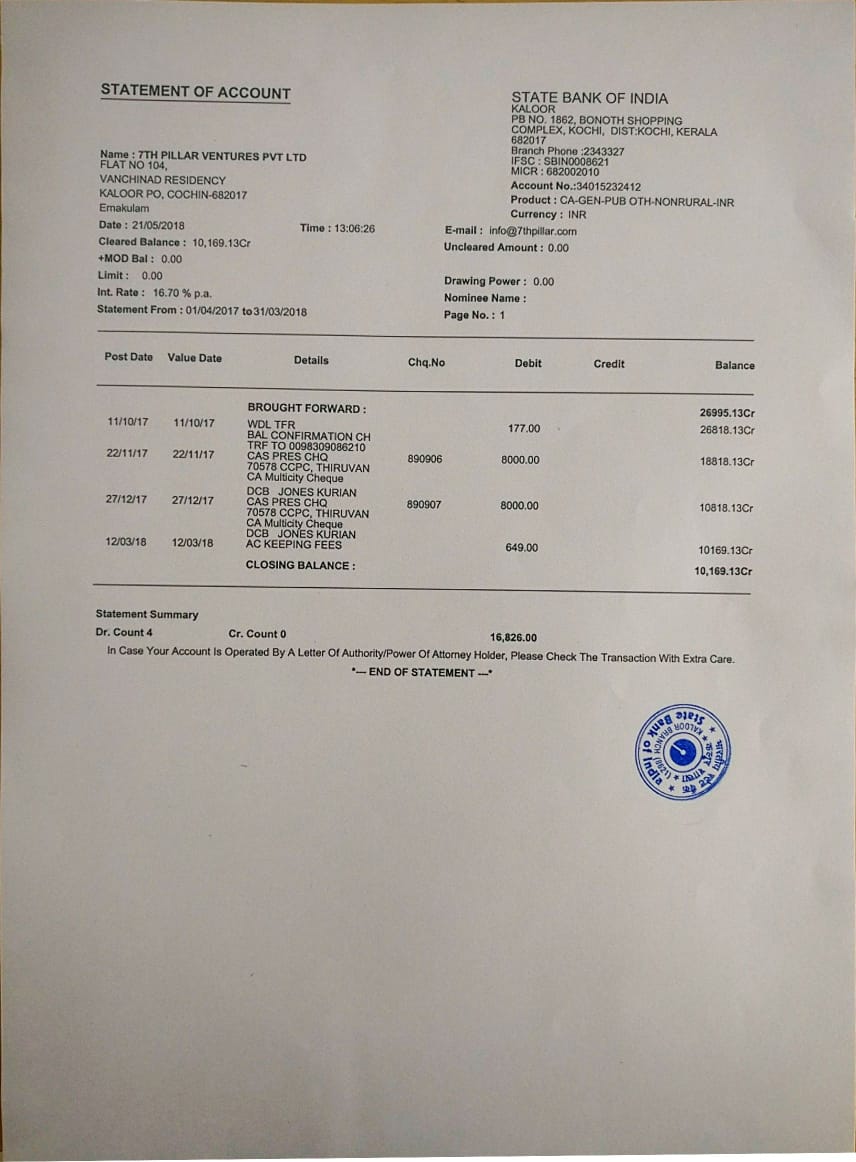 STATEMENT OF ACCOUNT
STATE BANK OF INDIA
KALOOR
PB NO. 1862, BONOTH SHOPPING
COMPLEX, KOCHI, DIST:KOCHI, KERALA
682017
Branch Phone :2343327
IFSC : SBIN0008621
MICR : 682002010
Account No.:34015232412
Product : CA-GEN-PUB OTH-NONRURAL-INR
Currency : INR
Name : 7TH PILLAR VENTURES PVT LTD
FLAT NO 104,
VANCHINAD RESIDENCY
KALOOR PO, COCHIN-682017
Ernakulam
Date : 21/05/2018 Time : 13:06:26 E-mail : info@7thpillar.com
Cleared Balance : 10,169.13Cr Uncleared Amount : 0.00
+MOD Bal : 0.00
Limit : 0.00 Drawing Power : 0.00
Int. Rate : 16.70 % p.a. Nominee Name :
Statement From : 01/04/2017 to 31/03/2018 Page No. : 1
Post Date Value Date Details Chq.No Debit Credit Balance
BROUGHT FORWARD : 26995.13Cr
11/10/17 11/10/17 WDL TFR 177.00 26818.13Cr
BAL CONFIRMATION CH
TRF TO 0098309086210
22/11/17 22/11/17 CAS PRES CHQ 890906 8000.00 18818.13Cr
70578 CCPC, THIRUVAN
CA Multicity Cheque
DCB JONES KURIAN
27/12/17 27/12/17 CAS PRES CHQ 890907 8000.00 10818.13Cr
70578 CCPC, THIRUVAN
CA Multicity Cheque
DCB JONES KURIAN
12/03/18 12/03/18 AC KEEPING FEES 649.00 10169.13Cr
CLOSING BALANCE : 10,169.13Cr
Statement Summary
Dr. Count 4 Cr. Count 0 16,826.00
In Case Your Account Is Operated By A Letter Of Authority/Power Of Attorney Holder, Please Check The Transaction With Extra Care.
*--- END OF STATEMENT ---*
State Bank of India
KALOOR BRANCH (8621)